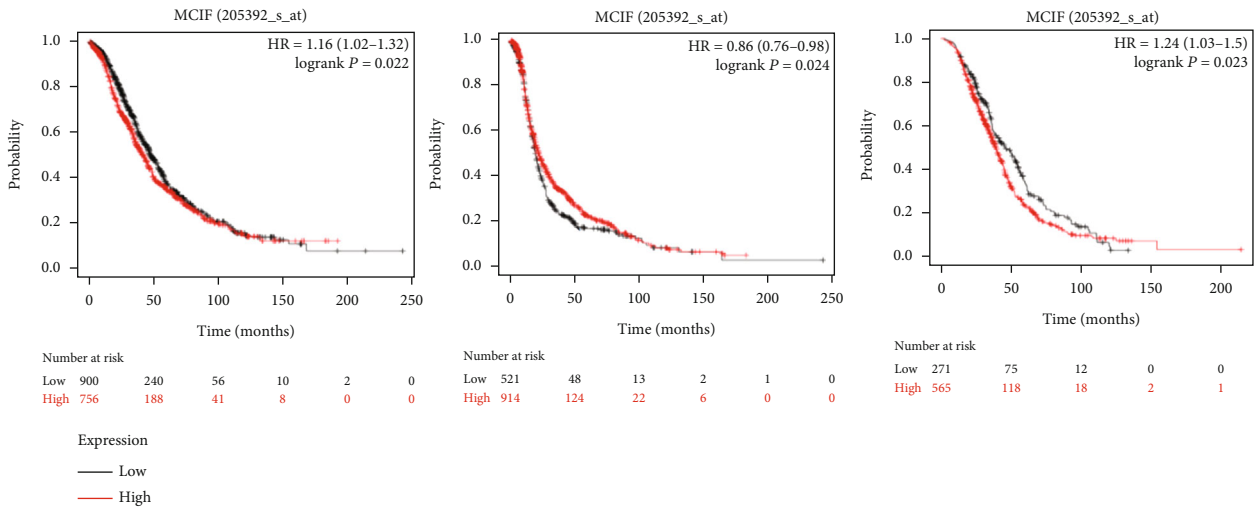 MCIF (205392_s_at)
HR = 1.16 (1.02–1.32)
logrank P = 0.022
Probability
1.0
0.8
0.6
0.4
0.2
0.0
0 50 100 150 200 250
Time (months)
Number at risk
Low 900 240 56 10 2 0
High 756 188 41 8 0 0
MCIF (205392_s_at)
HR = 0.86 (0.76–0.98)
logrank P = 0.024
Probability
1.0
0.8
0.6
0.4
0.2
0.0
0 50 100 150 200 250
Time (months)
Number at risk
Low 521 48 13 2 1 0
High 914 124 22 6 0 0
MCIF (205392_s_at)
HR = 1.24 (1.03–1.5)
logrank P = 0.023
Probability
1.0
0.8
0.6
0.4
0.2
0.0
0 50 100 150 200
Time (months)
Number at risk
Low 271 75 12 0 0
High 565 118 18 2 1
Expression
Low
High